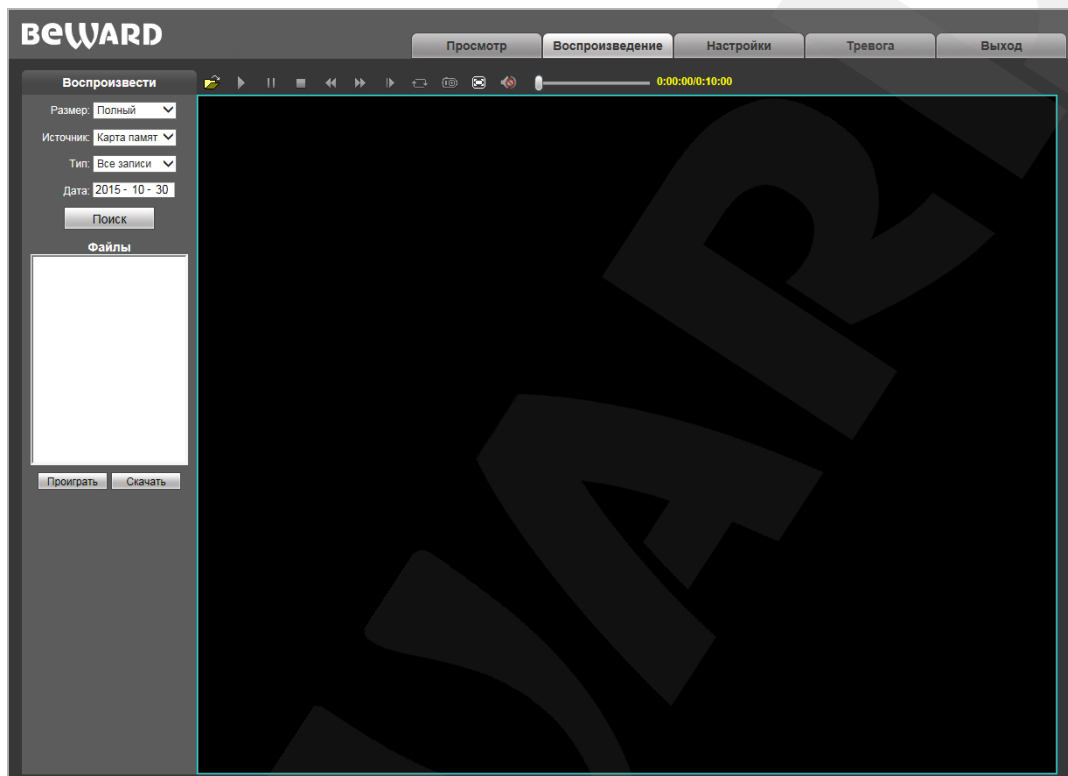 BEWARD
Просмотр Воспроизведение Настройки Тревога Выход
Воспроизвести 0:00:00/0:10:00
Размер: Полный
Источник: Карта памят
Тип: Все записи
Дата: 2015 - 10 - 30
Поиск
Файлы
Проиграть Скачать